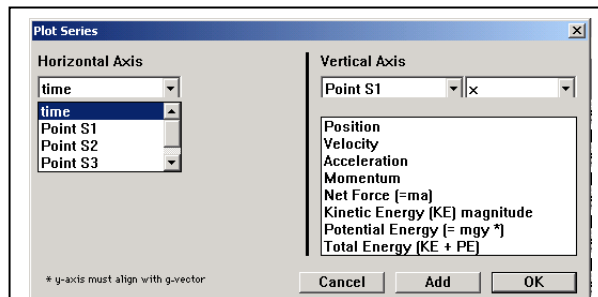 Plot Series
Horizontal Axis
time
time
Point S1
Point S2
Point S3
Vertical Axis
Point S1
x
Position
Velocity
Acceleration
Momentum
Net Force (=ma)
Kinetic Energy (KE) magnitude
Potential Energy (= mgy *)
Total Energy (KE + PE)
* y-axis must align with g-vector
Cancel
Add
OK